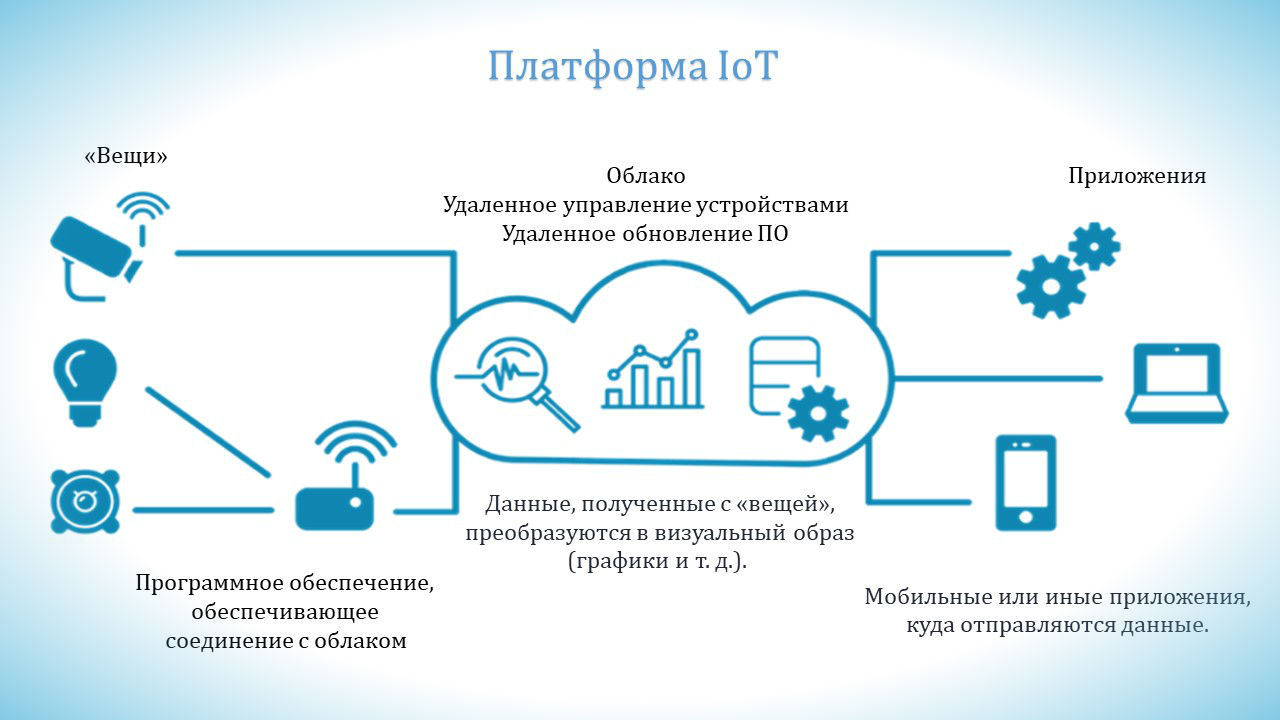 Платформа IoT
«Вещи»
Облако
Удаленное управление устройствами
Удаленное обновление ПО
Приложения
Данные, полученные с «вещей»,
преобразуются в визуальный образ
(графики и т. д.).
Программное обеспечение,
обеспечивающее
соединение с облаком
Мобильные или иные приложения,
куда отправляются данные.